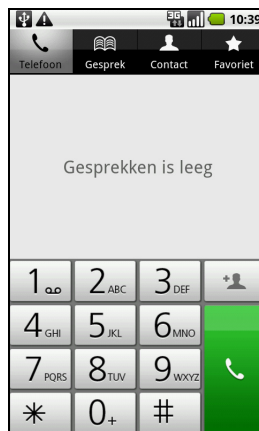 3G 10:39
Telefoon Gesprek Contact Favoriet
Gesprekken is leeg
1 2 ABC 3 DEF
4 GHI 5 JKL 6 MNO
7 PQRS 8 TUV 9 WXYZ
* 0 + #